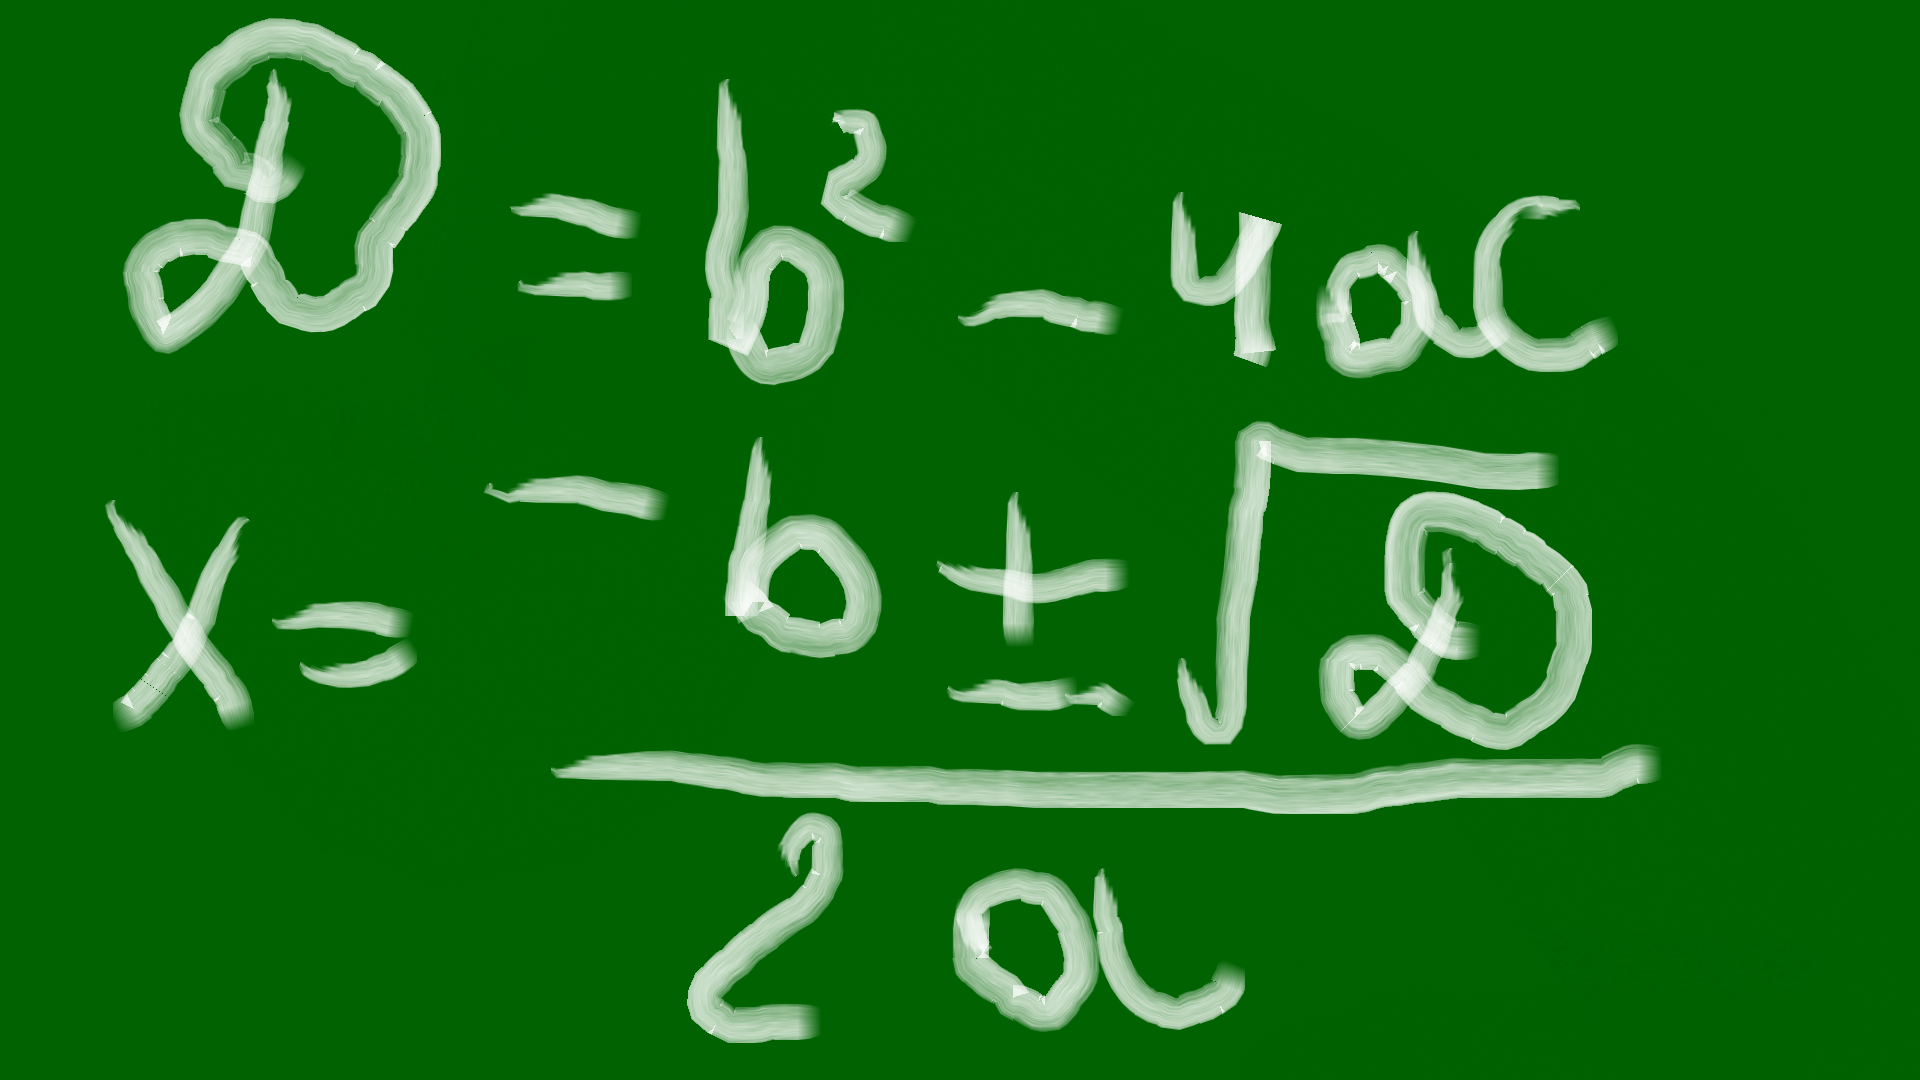 D = b² - 4ac
x = -b ± √D
2a